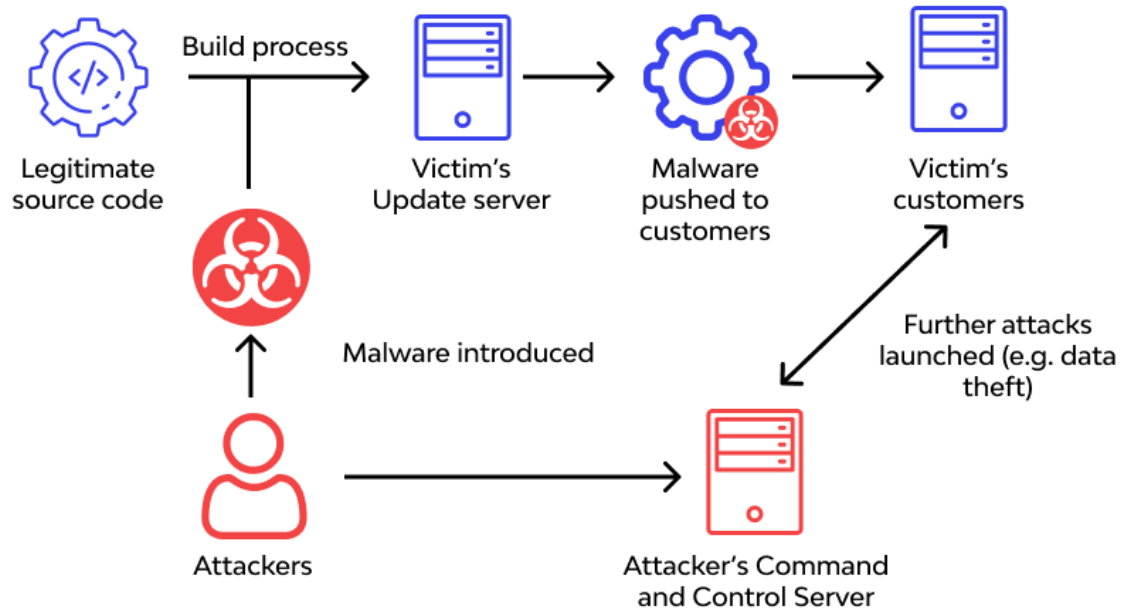 Build process
Legitimate
source code
Victim's
Update server
Malware
pushed to
customers
Victim's
customers
Malware introduced
Further attacks
launched (e.g. data
theft)
Attackers
Attacker's Command
and Control Server